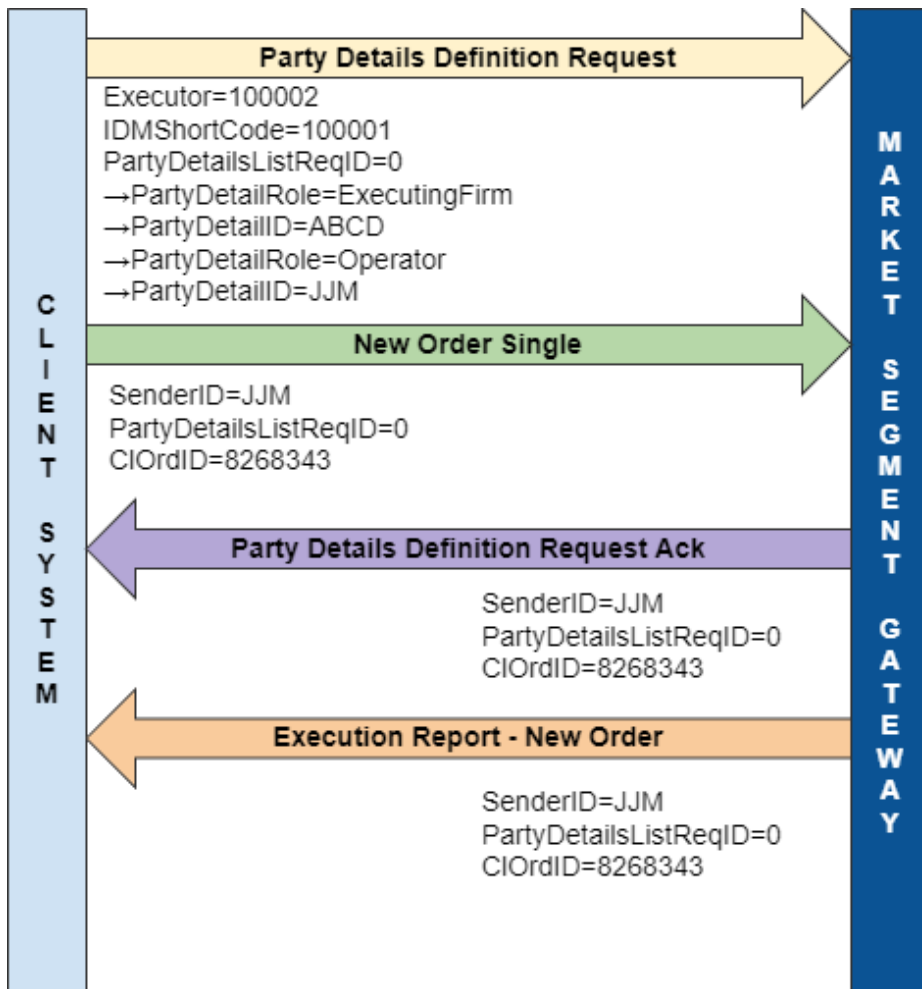 Party Details Definition Request
Executor=100002
IDMShortCode=100001
PartyDetailsListReqID=0
→PartyDetailRole=ExecutingFirm
→PartyDetailID=ABCD
→PartyDetailRole=Operator
→PartyDetailID=JJM
New Order Single
SenderID=JJM
PartyDetailsListReqID=0
ClOrdID=8268343
Party Details Definition Request Ack
SenderID=JJM
PartyDetailsListReqID=0
ClOrdID=8268343
Execution Report - New Order
SenderID=JJM
PartyDetailsListReqID=0
ClOrdID=8268343
CLIENT SYSTEM
MARKET SEGMENT GATEWAY